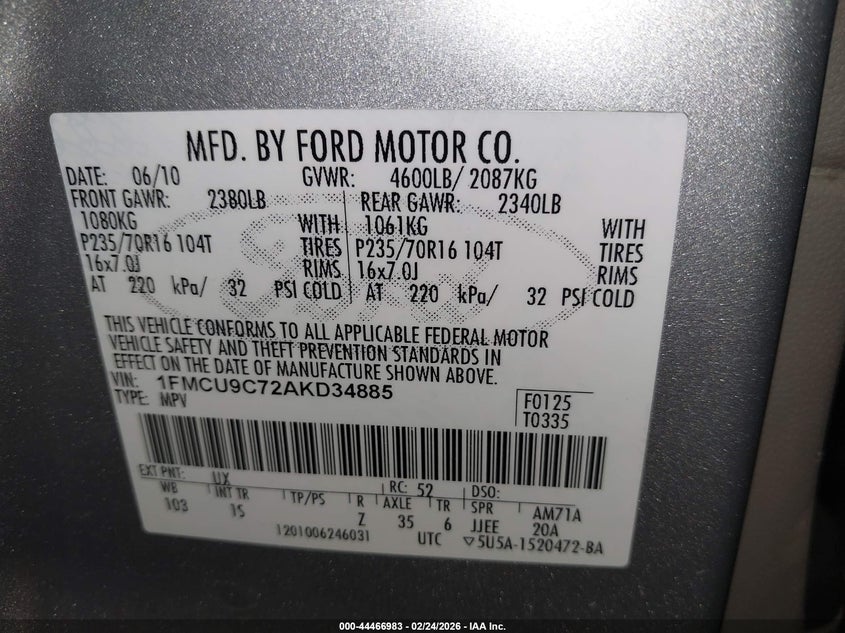 MFD. BY FORD MOTOR CO.
DATE: 06/10 GVWR: 4600LB/ 2087KG
FRONT GAWR: 2380LB REAR GAWR: 2340LB
1080KG WITH 1061KG WITH
P235/70R16 104T TIRES P235/70R16 104T TIRES
16x7.0J RIMS 16x7.0J RIMS
AT 220 kPa/ 32 PSI COLD AT 220 kPa/ 32 PSI COLD
THIS VEHICLE CONFORMS TO ALL APPLICABLE FEDERAL MOTOR
VEHICLE SAFETY AND THEFT PREVENTION STANDARDS IN
EFFECT ON THE DATE OF MANUFACTURE SHOWN ABOVE.
VIN: 1FMCU9C72AKD34885 F0125
TYPE: MPV T0335
EXT PNT: UX RC: 52 DSO:
WB INT TR TP/PS R AXLE TR SPR AM71A
103 IS Z 35 6 JJEE 20A
1201006246031 UTC ▽5U5A-1520472-BA
000-44466983 - 02/24/2026 - IAA Inc.